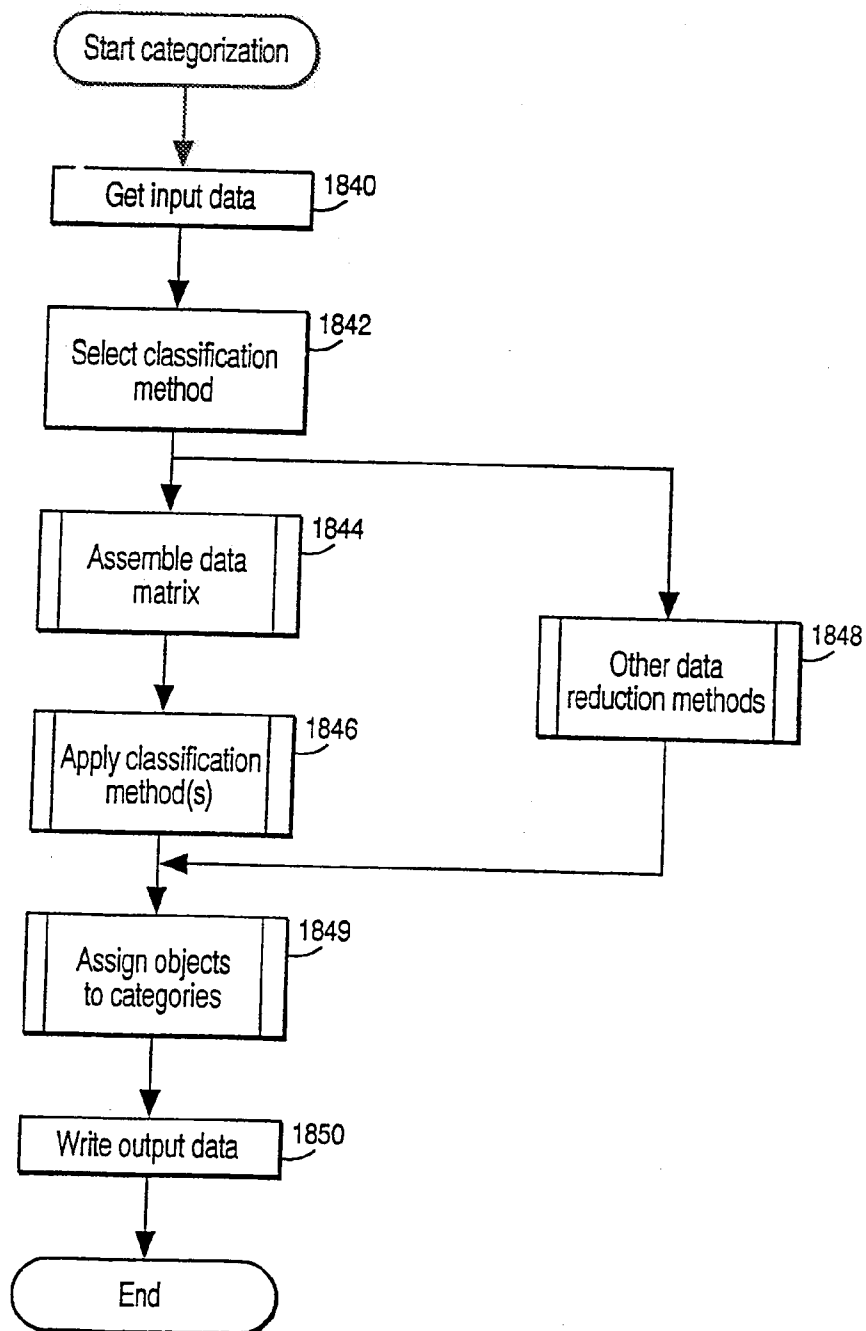 Start categorization
Get input data
1840
Select classification
method
1842
Assemble data
matrix
1844
Other data
reduction methods
1848
Apply classification
method(s)
1846
Assign objects
to categories
1849
Write output data
1850
End